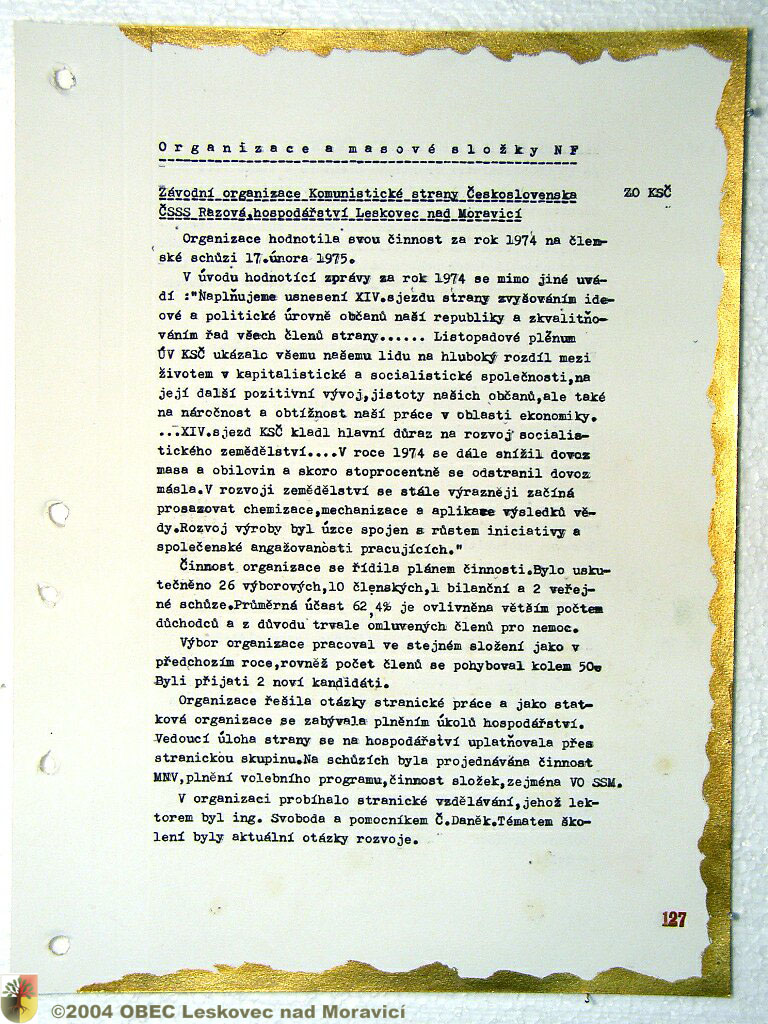 Organizace a masové složky NF
Závodní organizace Komunistické strany Československa ZO KSČ
ČSSS Razová,hospodářství Leskovec nad Moravicí
Organizace hodnotila svou činnost za rok 1974 na člen-
ské schůzi 17.února 1975.
V úvodu hodnotící zprávy za rok 1974 se mimo jiné uvá-
dí :"Naplňujeme usnesení XIV.sjezdu strany zvyšováním ide-
ové a politické úrovně občanů naší republiky a zkvalitňo-
váním řad všech členů strany...... Listopadové plénum
ÚV KSČ ukázalo všemu našemu lidu na hluboký rozdíl mezi
životem v kapitalistické a socialistické společnosti,na
její další pozitivní vývoj,jistoty našich občanů,ale také
na náročnost a obtížnost naší práce v oblasti ekonomiky.
...XIV.sjezd KSČ kladl hlavní důraz na rozvoj socialis-
tického zemědělství....V roce 1974 se dále snížil dovoz
masa a obilovin a skoro stoprocentně se odstranil dovoz
másla.V rozvoji zemědělství se stále výrazněji začíná
prosazovat chemizace,mechanizace a aplikace výsledků vě-
dy.Rozvoj výroby byl úzce spojen s růstem iniciativy a
společenské angažovanosti pracujících."
Činnost organizace se řídila plánem činnosti.Bylo usku-
tečněno 26 výborových,10 členských,1 bilanční a 2 veřej-
né schůze.Průměrná účast 62,4% je ovlivněna větším počtem
důchodců a z důvodu trvale omluvených členů pro nemoc.
Výbor organizace pracoval ve stejném složení jako v
předchozím roce,rovněž počet členů se pohyboval kolem 50.
Byli přijati 2 noví kandidáti.
Organizace řešila otázky stranické práce a jako stat-
ková organizace se zabývala plněním úkolů hospodářství.
Vedoucí úloha strany se na hospodářství uplatňovala přes
stranickou skupinu.Na schůzích byla projednávána činnost
MNV,plnění volebního programu,činnost složek,zejména VO SSM.
V organizaci probíhalo stranické vzdělávání,jehož lek-
torem byl ing. Svoboda a pomocníkem Č.Daněk.Tématem ško-
lení byly aktuální otázky rozvoje.
127
©2004 OBEC Leskovec nad Moravicí